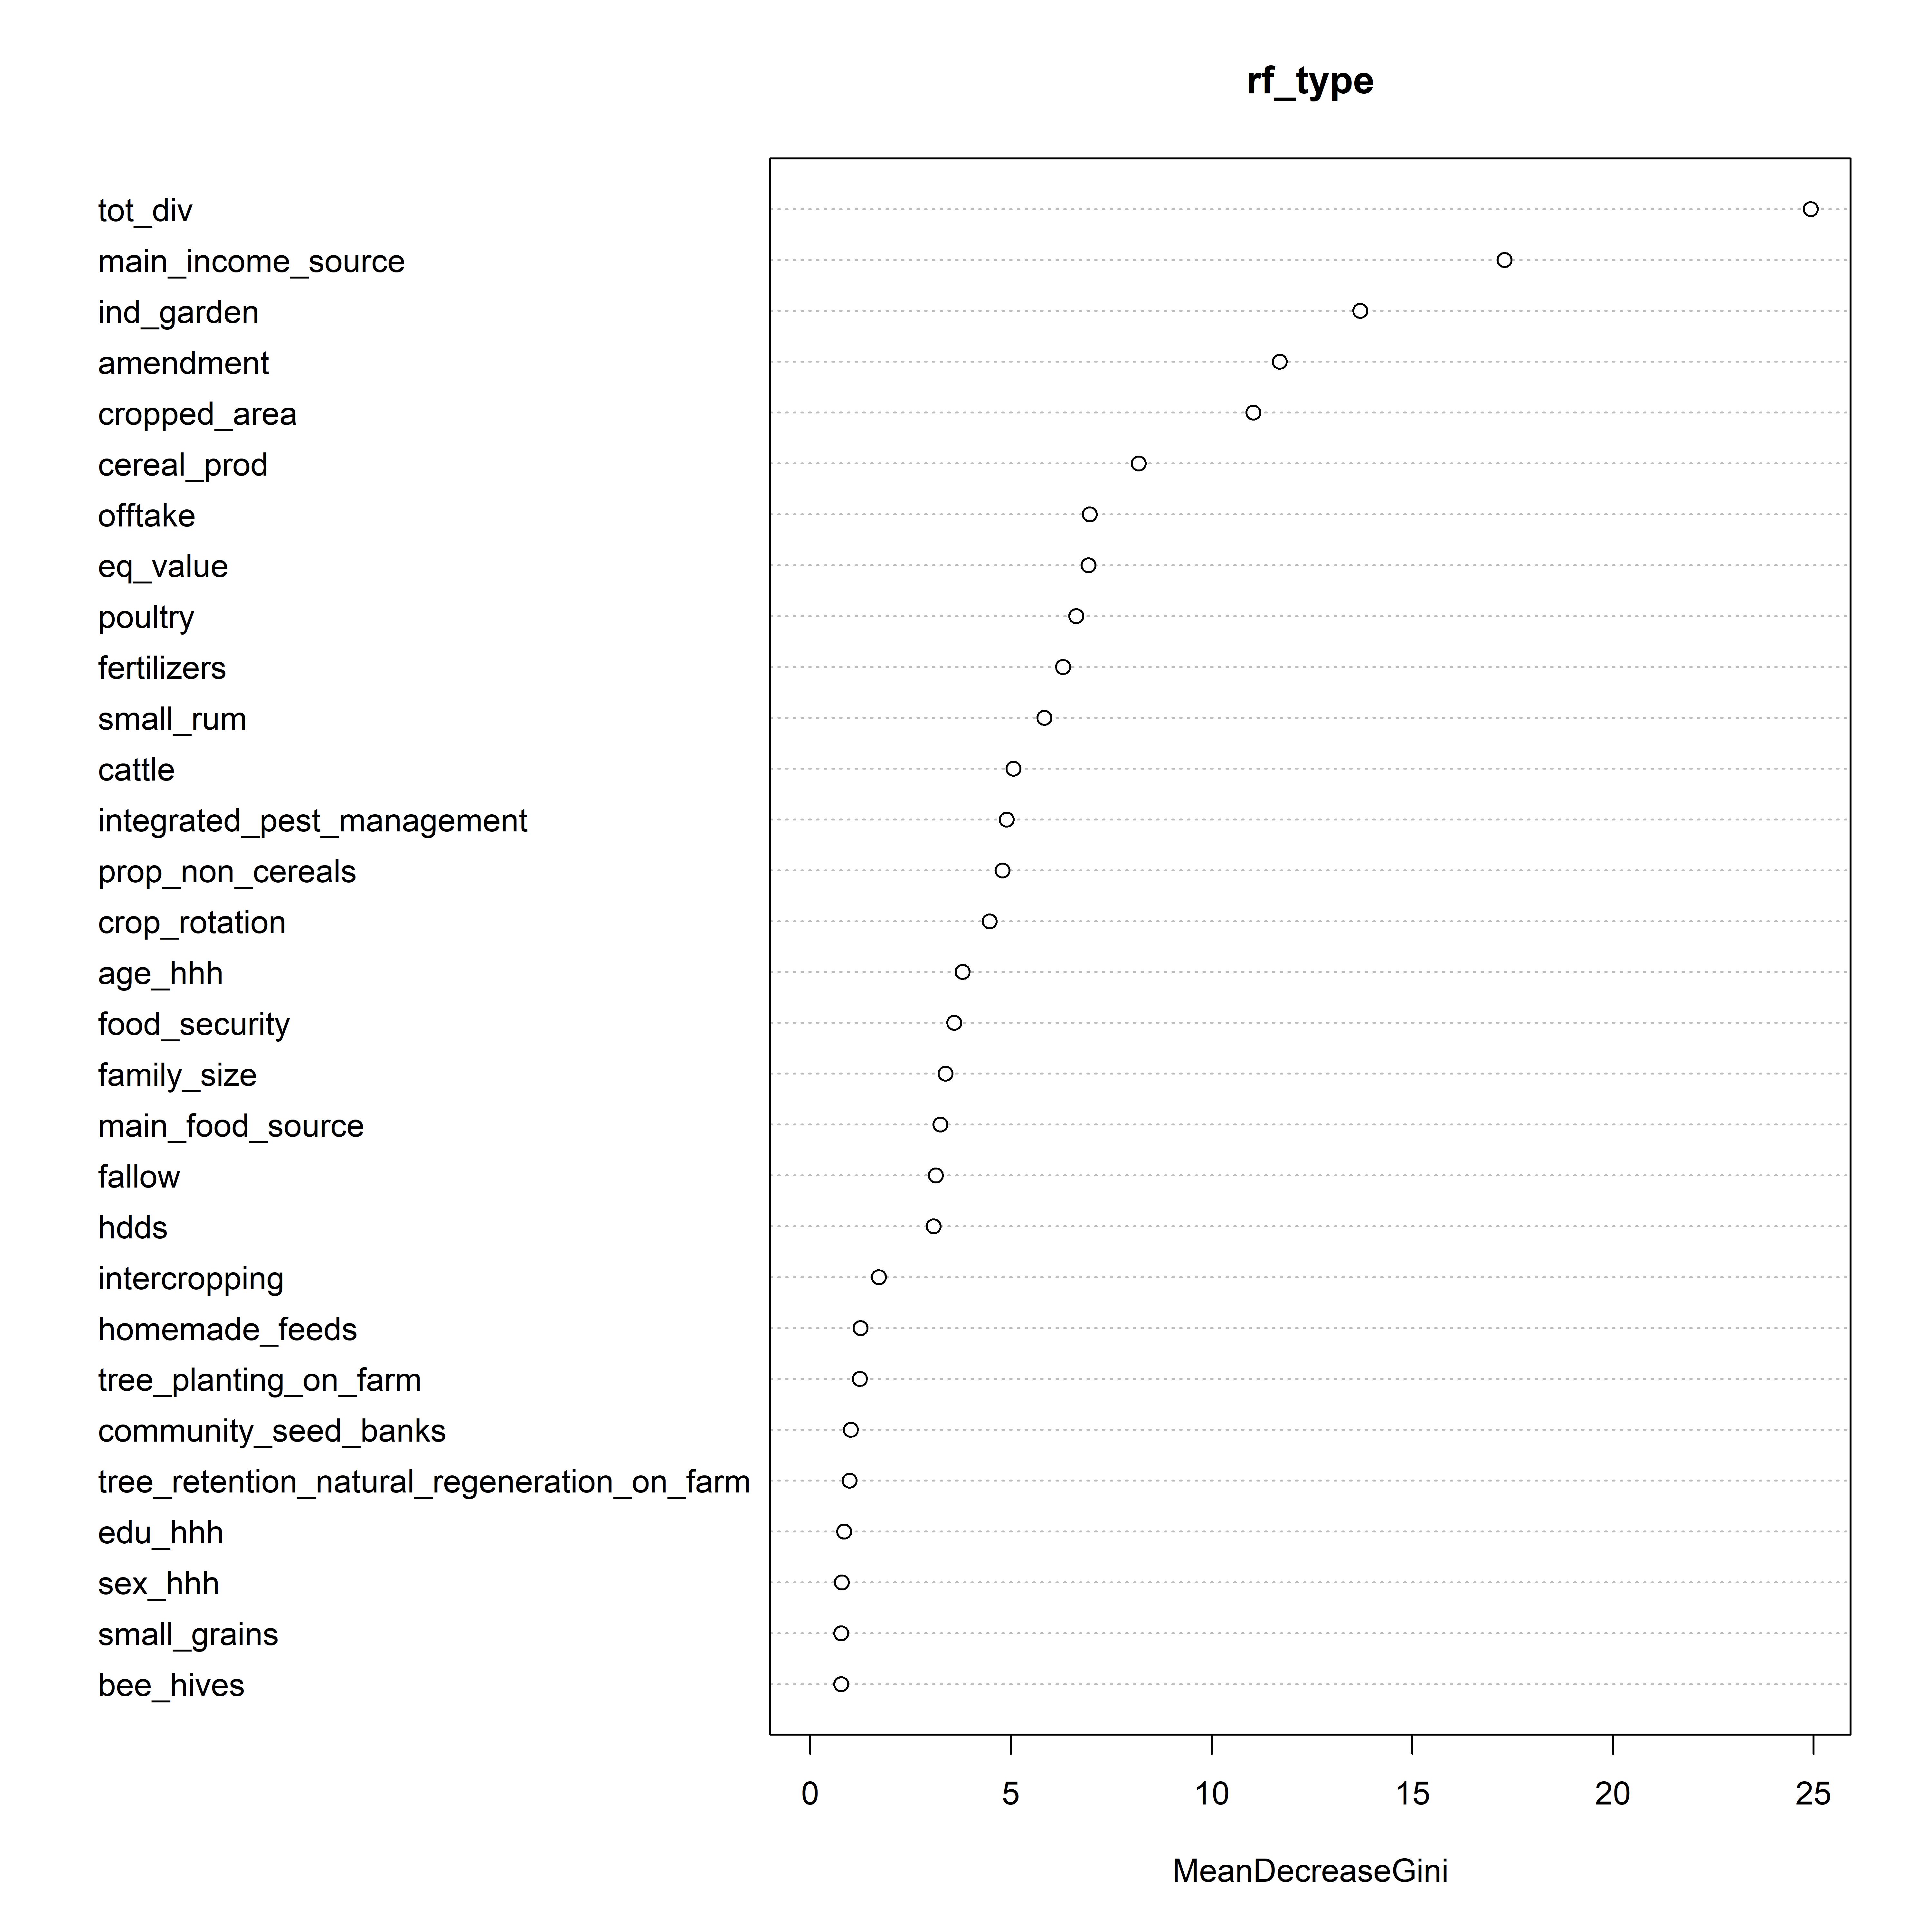 rf_type
tot_div
main_income_source
ind_garden
amendment
cropped_area
cereal_prod
offtake
eq_value
poultry
fertilizers
small_rum
cattle
integrated_pest_management
prop_non_cereals
crop_rotation
age_hhh
food_security
family_size
main_food_source
fallow
hdds
intercropping
homemade_feeds
tree_planting_on_farm
community_seed_banks
tree_retention_natural_regeneration_on_farm
edu_hhh
sex_hhh
small_grains
bee_hives
0 5 10 15 20 25
MeanDecreaseGini